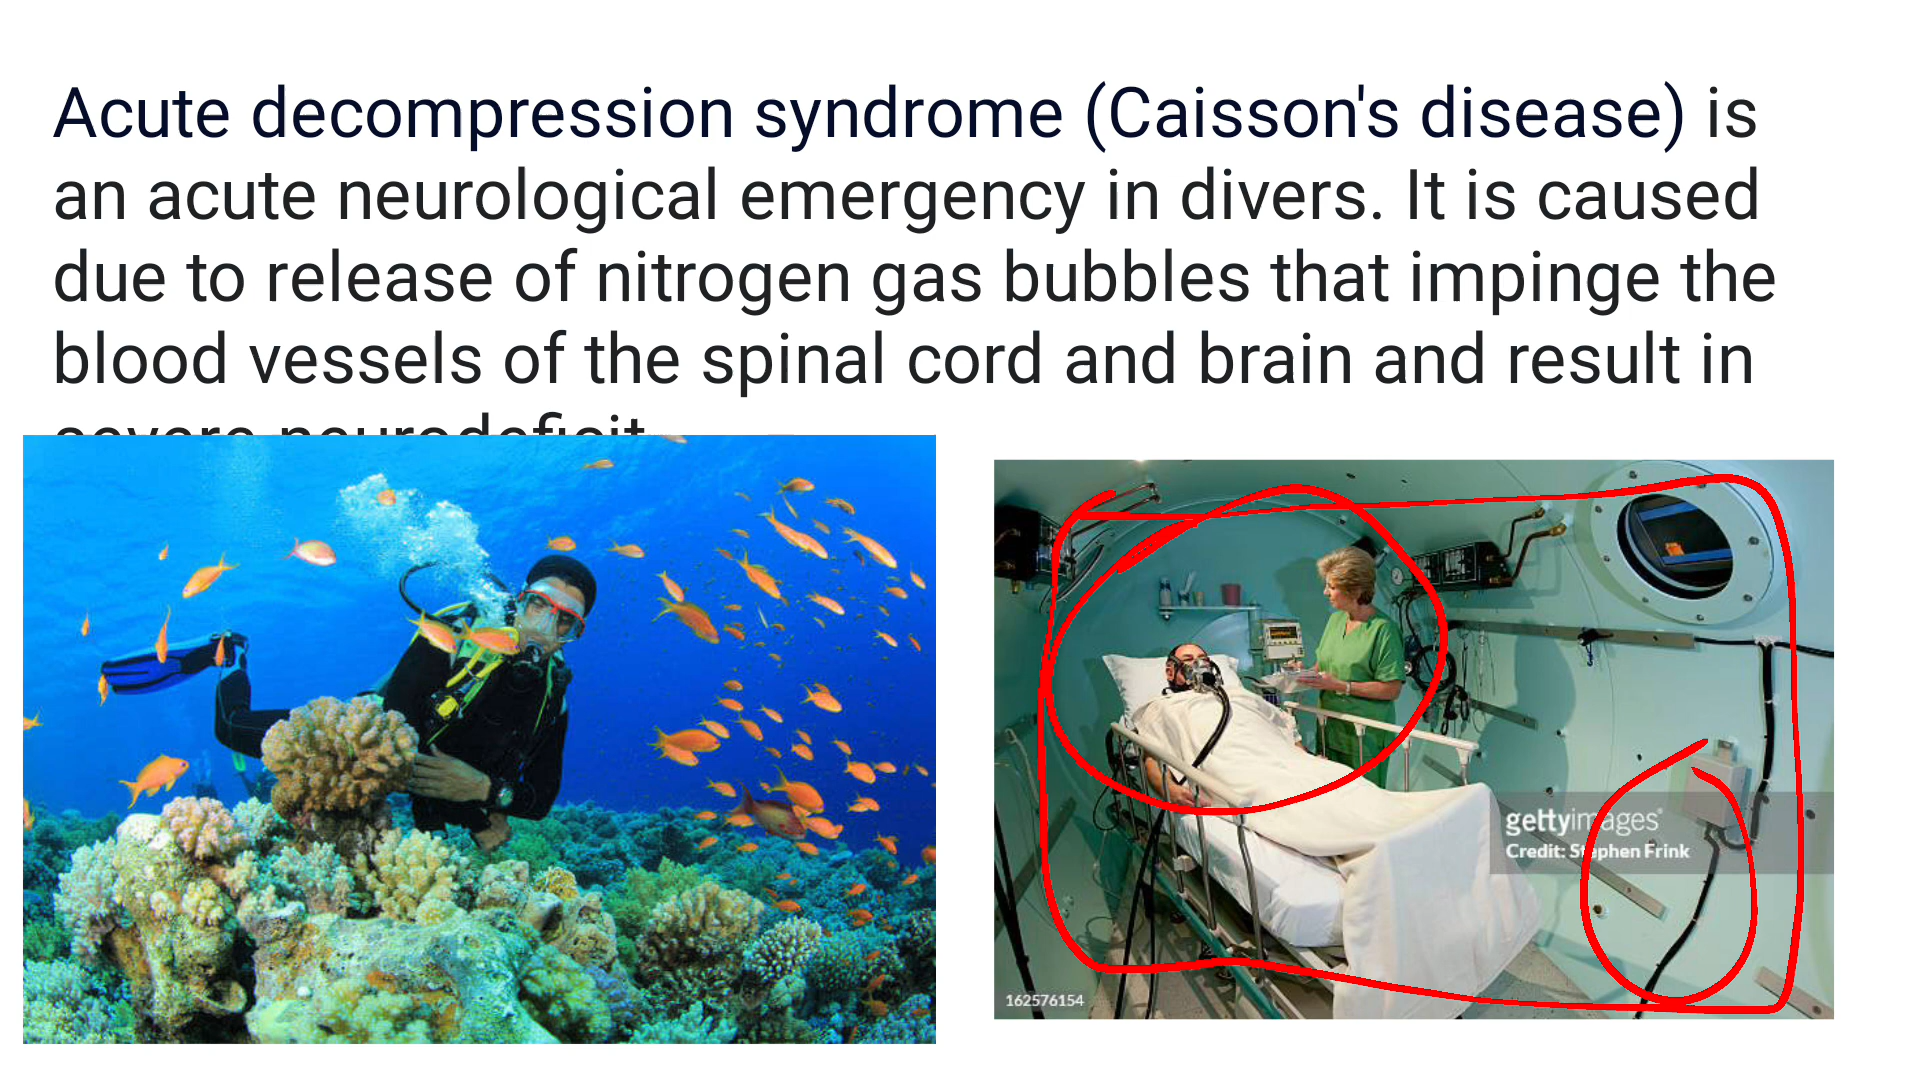 Acute decompression syndrome (Caisson's disease) is
an acute neurological emergency in divers. It is caused
due to release of nitrogen gas bubbles that impinge the
blood vessels of the spinal cord and brain and result in
severe neurodeficit.
gettyimages®
Credit: Stephen Frink
162576154